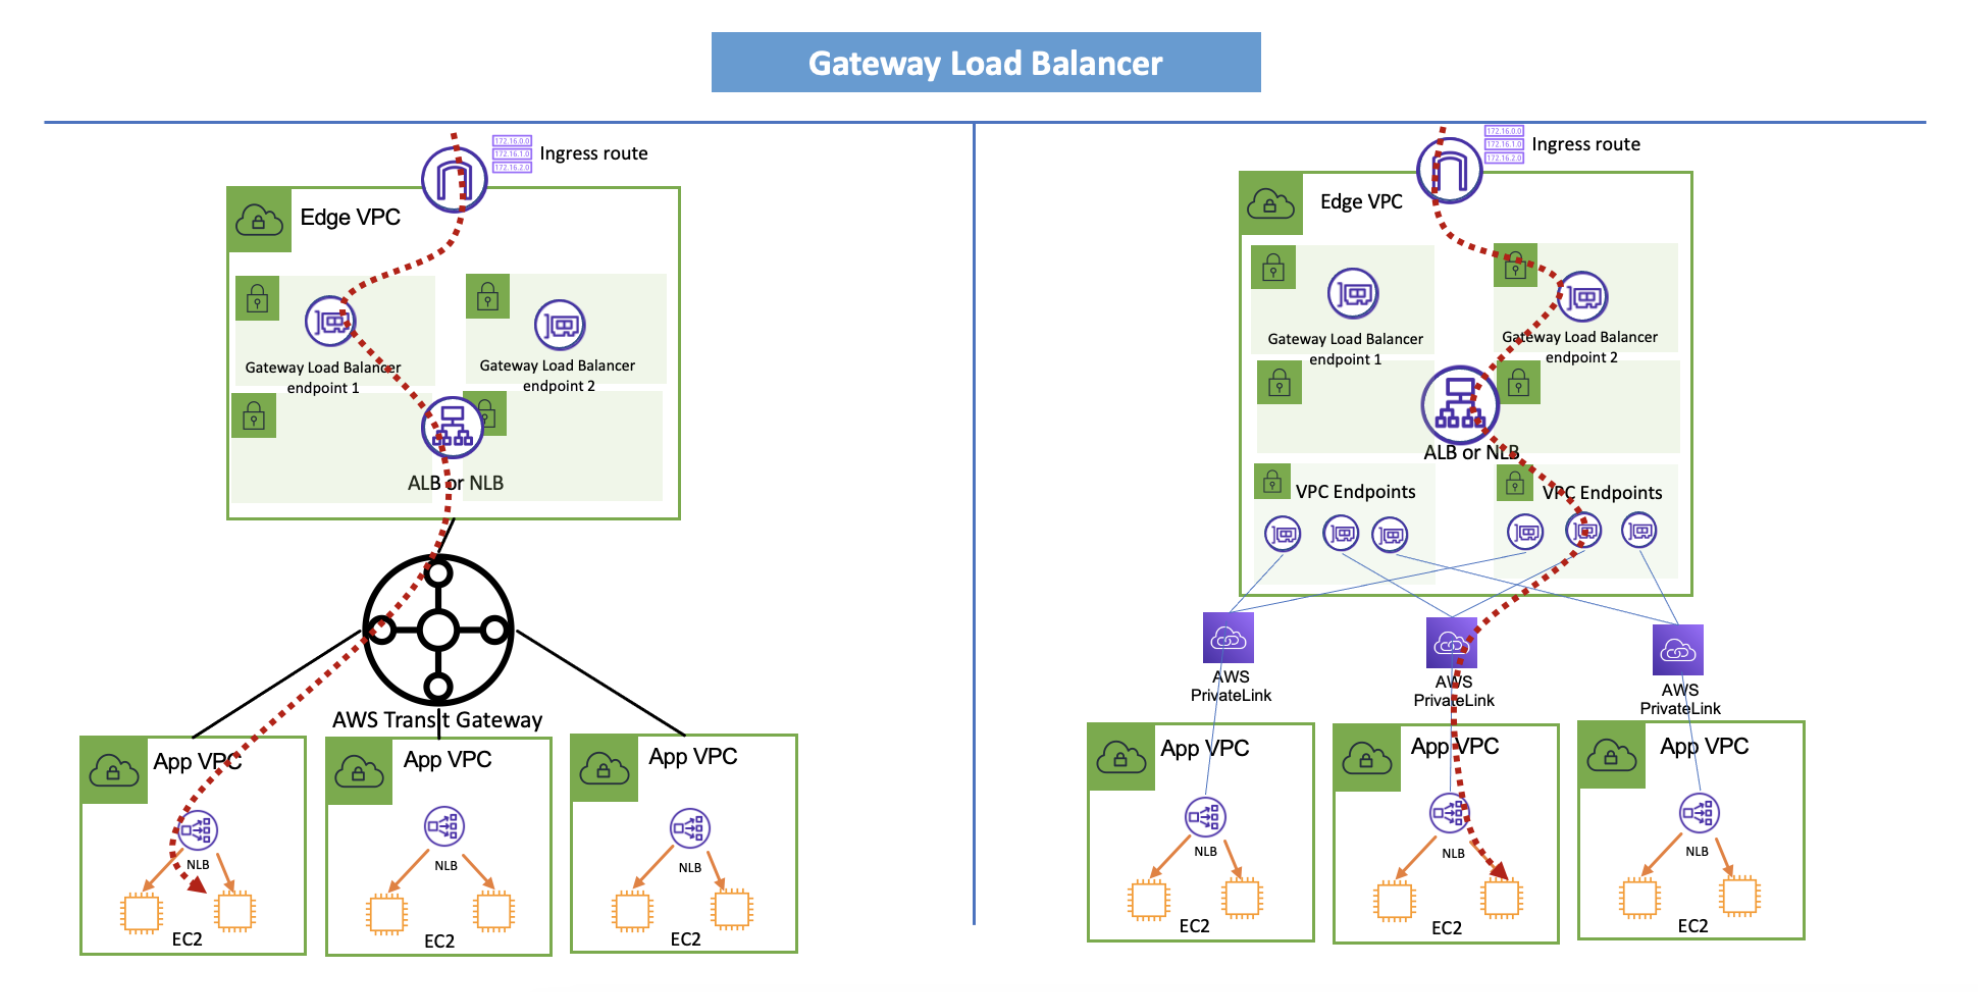 Gateway Load Balancer
172.16.0.0
172.16.1.0
172.16.2.0
Ingress route
Edge VPC
Gateway Load Balancer
endpoint 1
Gateway Load Balancer
endpoint 2
ALB or NLB
AWS Transit Gateway
App VPC
NLB
EC2
App VPC
NLB
EC2
App VPC
NLB
EC2
172.16.0.0
172.16.1.0
172.16.2.0
Ingress route
Edge VPC
Gateway Load Balancer
endpoint 1
Gateway Load Balancer
endpoint 2
ALB or NLB
VPC Endpoints
VPC Endpoints
AWS
PrivateLink
AWS
PrivateLink
AWS
PrivateLink
App VPC
NLB
EC2
App VPC
NLB
EC2
App VPC
NLB
EC2